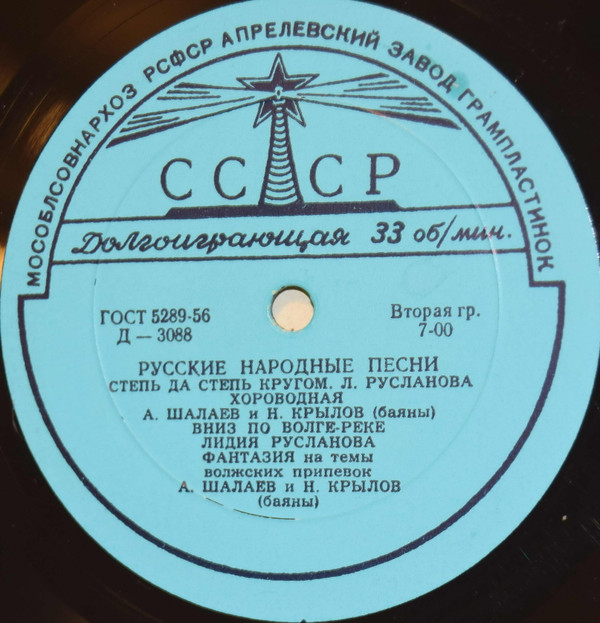 МОСОБЛСОВНАРХОЗ РСФСР АПРЕЛЕВСКИЙ ЗАВОД ГРАМПЛАСТИНОК
СССР
Долгоиграющая 33 об/мин.
ГОСТ 5289-56
Д — 3088
Вторая гр.
7-00
РУССКИЕ НАРОДНЫЕ ПЕСНИ
СТЕПЬ ДА СТЕПЬ КРУГОМ. Л. РУСЛАНОВА
ХОРОВОДНАЯ
А. ШАЛАЕВ и Н. КРЫЛОВ (баяны)
ВНИЗ ПО ВОЛГЕ-РЕКЕ
ЛИДИЯ РУСЛАНОВА
ФАНТАЗИЯ на темы
волжских припевок
А. ШАЛАЕВ и Н. КРЫЛОВ
(баяны)